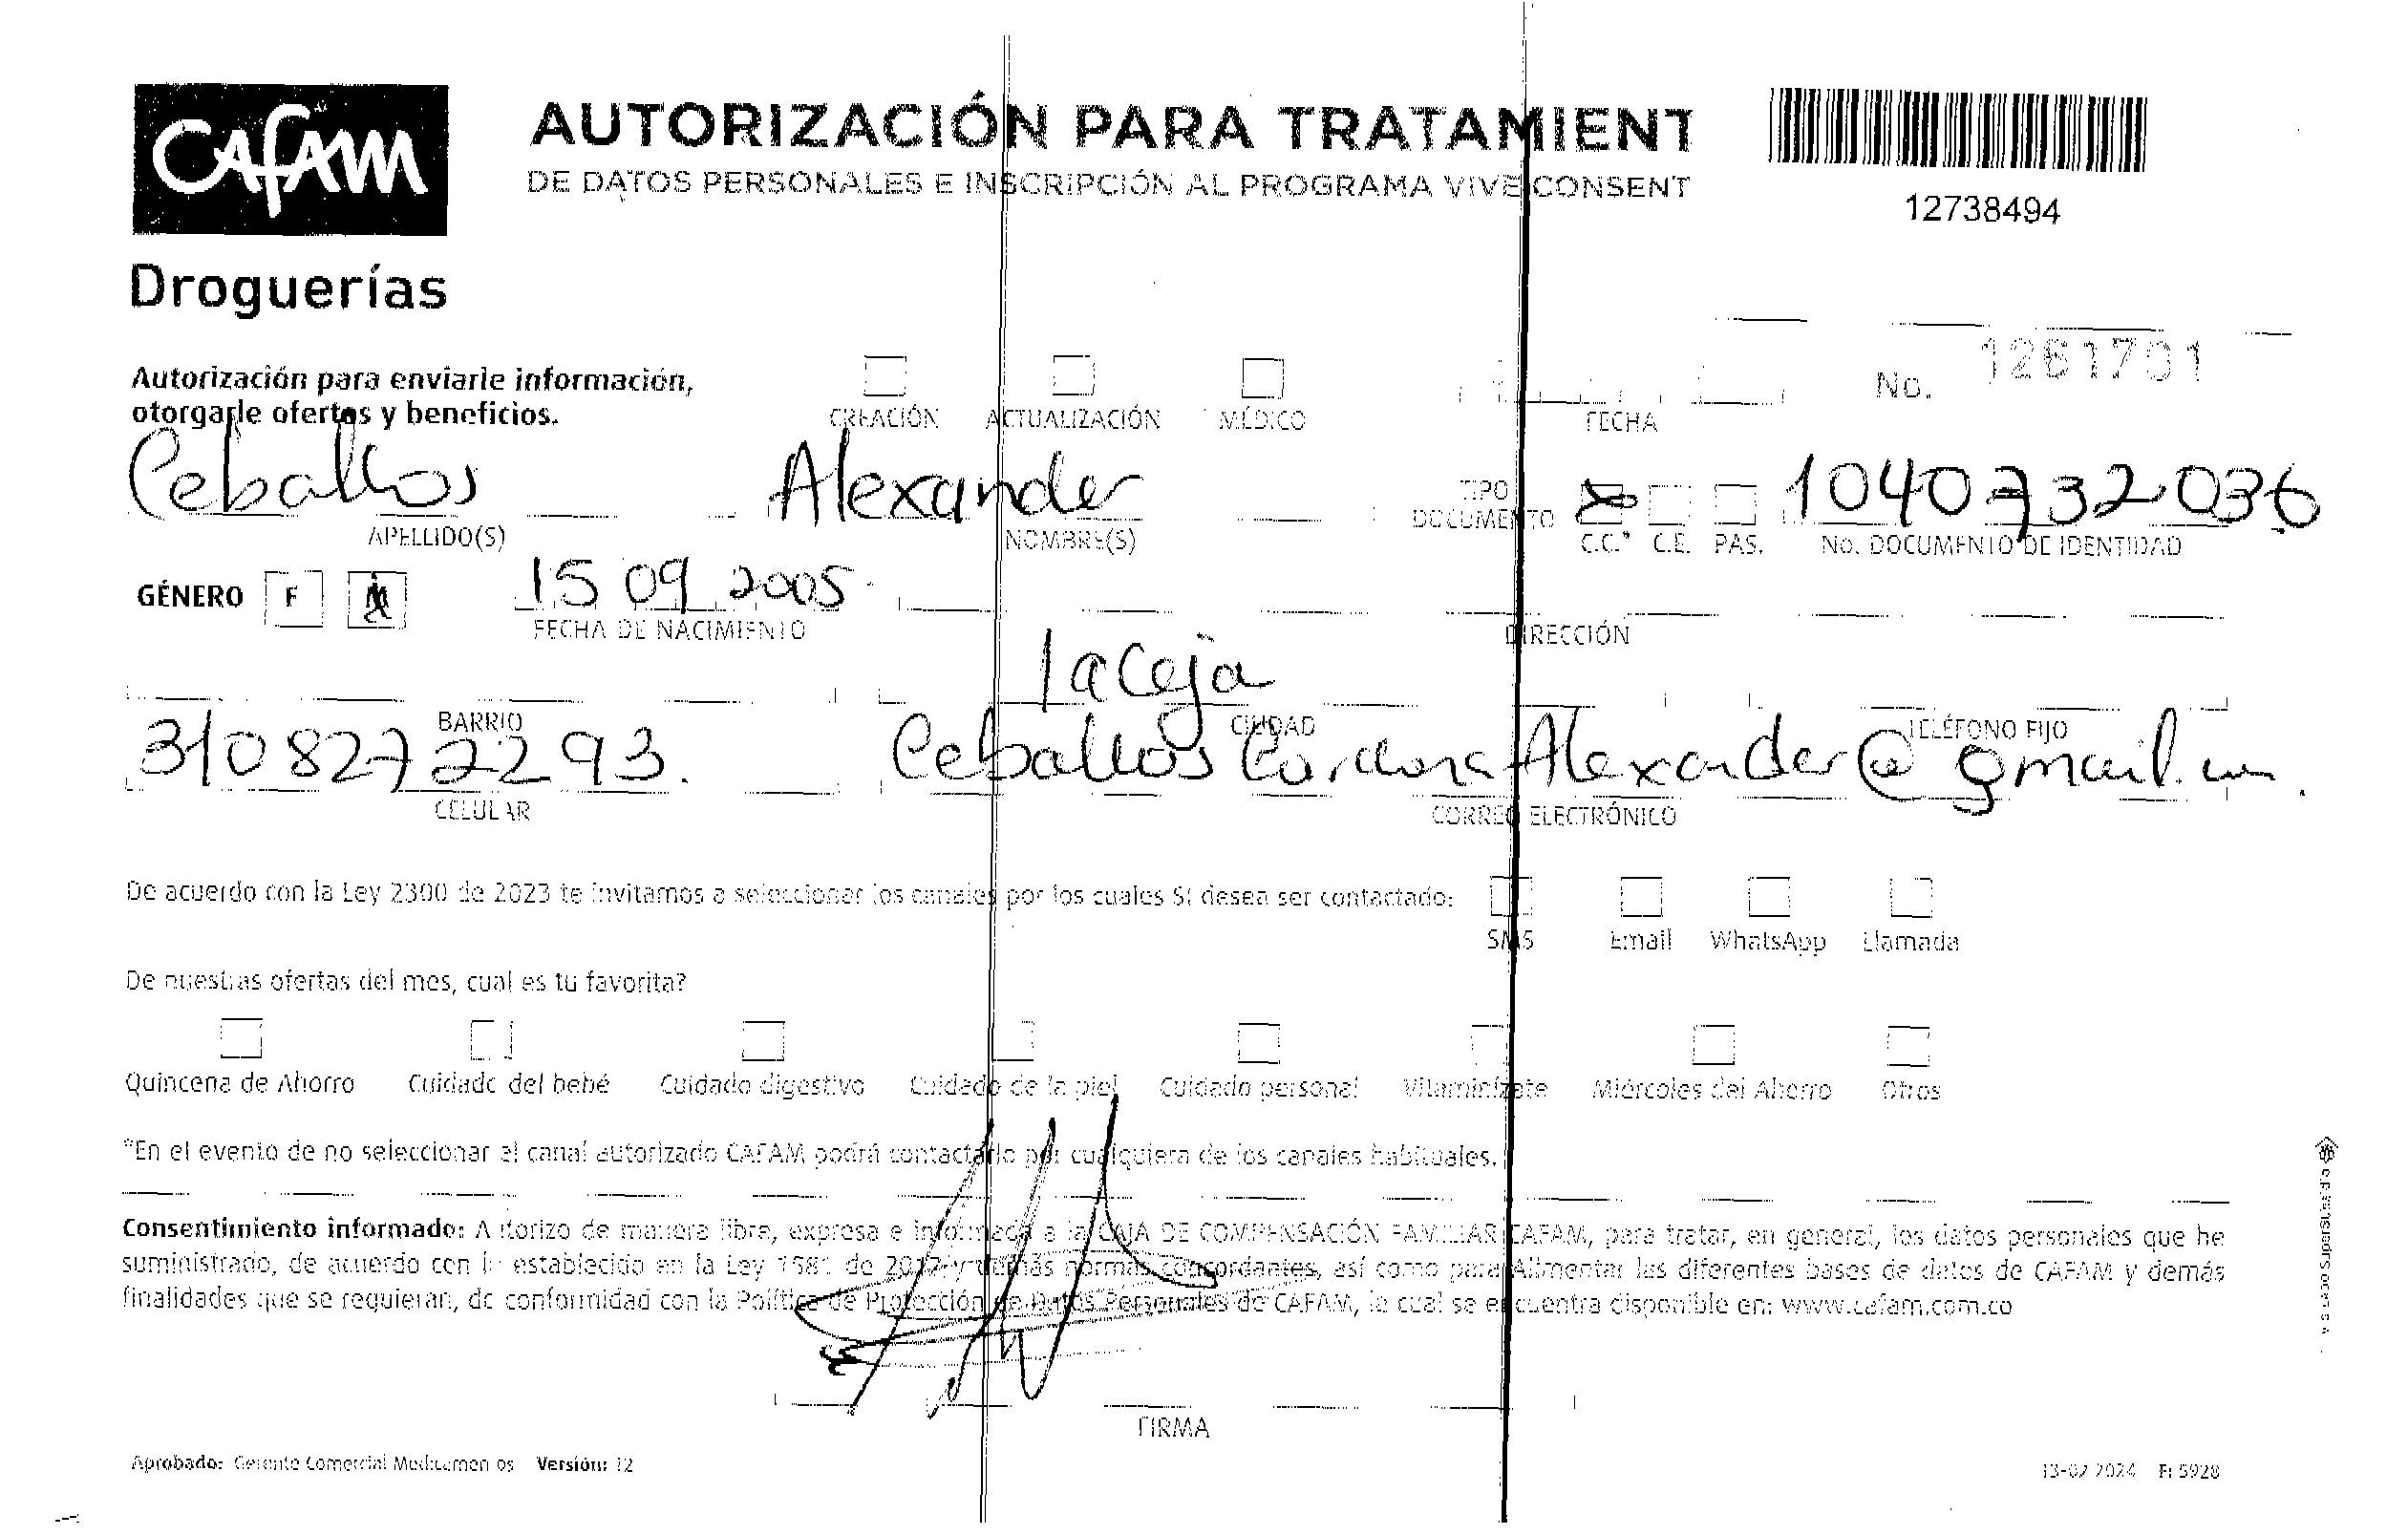 CAFAM
Droguerías
AUTORIZACIÓN PARA TRATAMIENT
DE DATOS PERSONALES E INSCRIPCIÓN AL PROGRAMA VIVE CONSENT
12738494
Autorización para enviarle información,
otorgarle ofertas y beneficios.
CREACIÓN ACTUALIZACIÓN MÉDICO FECHA No. 1261701
Ceballos Alexander TIPO DOCUMENTO C.C.* C.E. PAS. 1040732036
APELLIDO(S) NOMBRE(S) No. DOCUMENTO DE IDENTIDAD
GÉNERO F M 15 09 2005
FECHA DE NACIMIENTO DIRECCIÓN
laceja
BARRIO CIUDAD TELÉFONO FIJO
3108272293. CeballosCardonaAlexander@gmail.com.
CELULAR CORREO ELECTRÓNICO
De acuerdo con la Ley 2300 de 2023 te invitamos a seleccionar los canales por los cuales SI desea ser contactado:
SMS Email WhatsApp Llamada
De nuestras ofertas del mes, cual es tu favorita?
Quincena de Ahorro Cuidado del bebé Cuidado digestivo Cuidado de la piel Cuidado personal Vitaminízate Miércoles del Ahorro Otros
*En el evento de no seleccionar el canal autorizado CAFAM podrá contactarlo por cualquiera de los canales habituales.
Consentimiento informado: Autorizo de manera libre, expresa e informada a la CAJA DE COMPENSACIÓN FAMILIAR CAFAM, para tratar, en general, los datos personales que he
suministrado, de acuerdo con lo establecido en la Ley 1581 de 2012 y demás normas concordantes, así como para Alimentar las diferentes bases de datos de CAFAM y demás
finalidades que se requieran, de conformidad con la Política de Protección de Datos Personales de CAFAM, la cual se encuentra disponible en: www.cafam.com.co
FIRMA
Aprobado: Gerente Comercial Medicamentos Versión: 12
13-02 2024 F: 5928